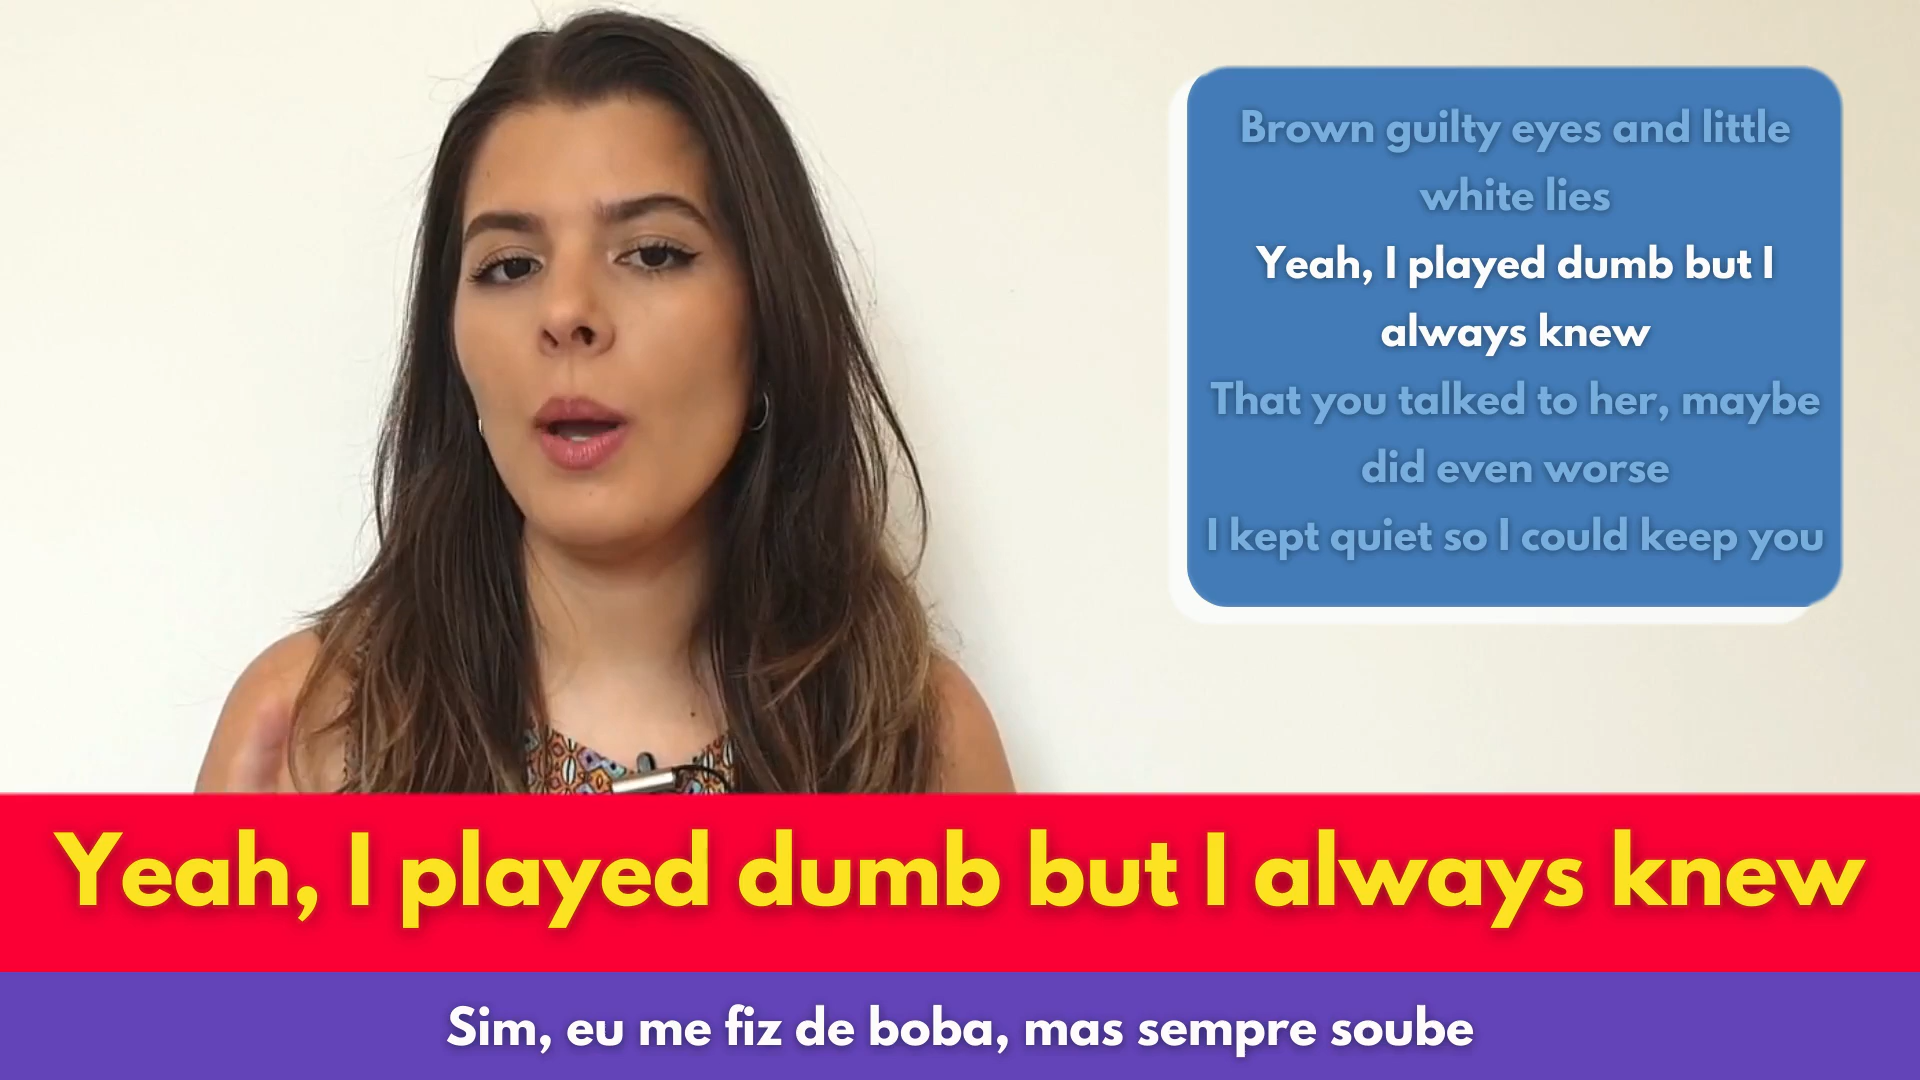 Brown guilty eyes and little
white lies
Yeah, I played dumb but I
always knew
That you talked to her, maybe
did even worse
I kept quiet so I could keep you
Yeah, I played dumb but I always knew
Sim, eu me fiz de boba, mas sempre soube